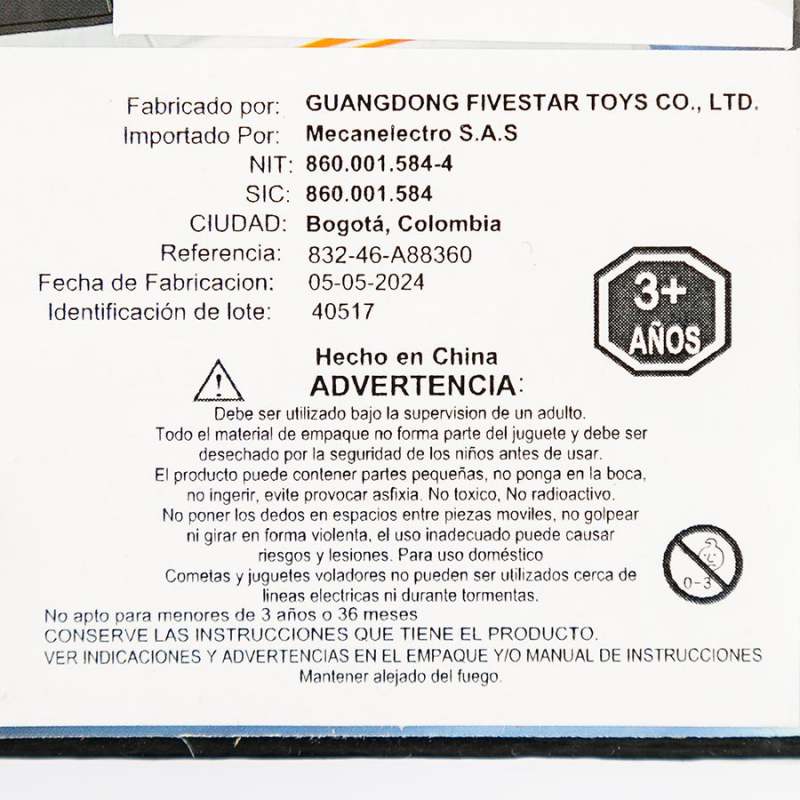 Fabricado por: GUANGDONG FIVESTAR TOYS CO., LTD.
Importado Por: Mecanelectro S.A.S
NIT: 860.001.584-4
SIC: 860.001.584
CIUDAD: Bogotá, Colombia
Referencia: 832-46-A88360
Fecha de Fabricacion: 05-05-2024
Identificación de lote: 40517
3+
AÑOS
Hecho en China
ADVERTENCIA:
Debe ser utilizado bajo la supervision de un adulto.
Todo el material de empaque no forma parte del juguete y debe ser
desechado por la seguridad de los niños antes de usar.
El producto puede contener partes pequeñas, no ponga en la boca,
no ingerir, evite provocar asfixia. No toxico, No radioactivo.
No poner los dedos en espacios entre piezas moviles, no golpear
ni girar en forma violenta, el uso inadecuado puede causar
riesgos y lesiones. Para uso doméstico
Cometas y juguetes voladores no pueden ser utilizados cerca de
lineas electricas ni durante tormentas.
0-3
No apto para menores de 3 años o 36 meses
CONSERVE LAS INSTRUCCIONES QUE TIENE EL PRODUCTO.
VER INDICACIONES Y ADVERTENCIAS EN EL EMPAQUE Y/O MANUAL DE INSTRUCCIONES
Mantener alejado del fuego.